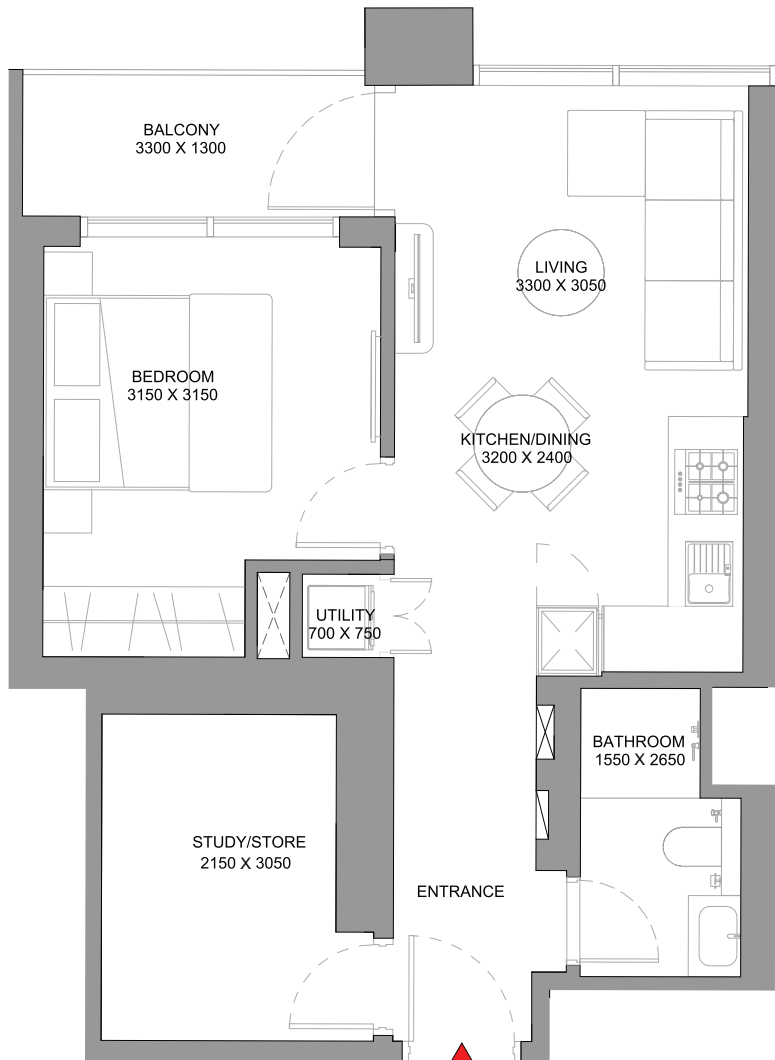 BALCONY
3300 X 1300
LIVING
3300 X 3050
BEDROOM
3150 X 3150
KITCHEN/DINING
3200 X 2400
UTILITY
700 X 750
BATHROOM
1550 X 2650
STUDY/STORE
2150 X 3050
ENTRANCE